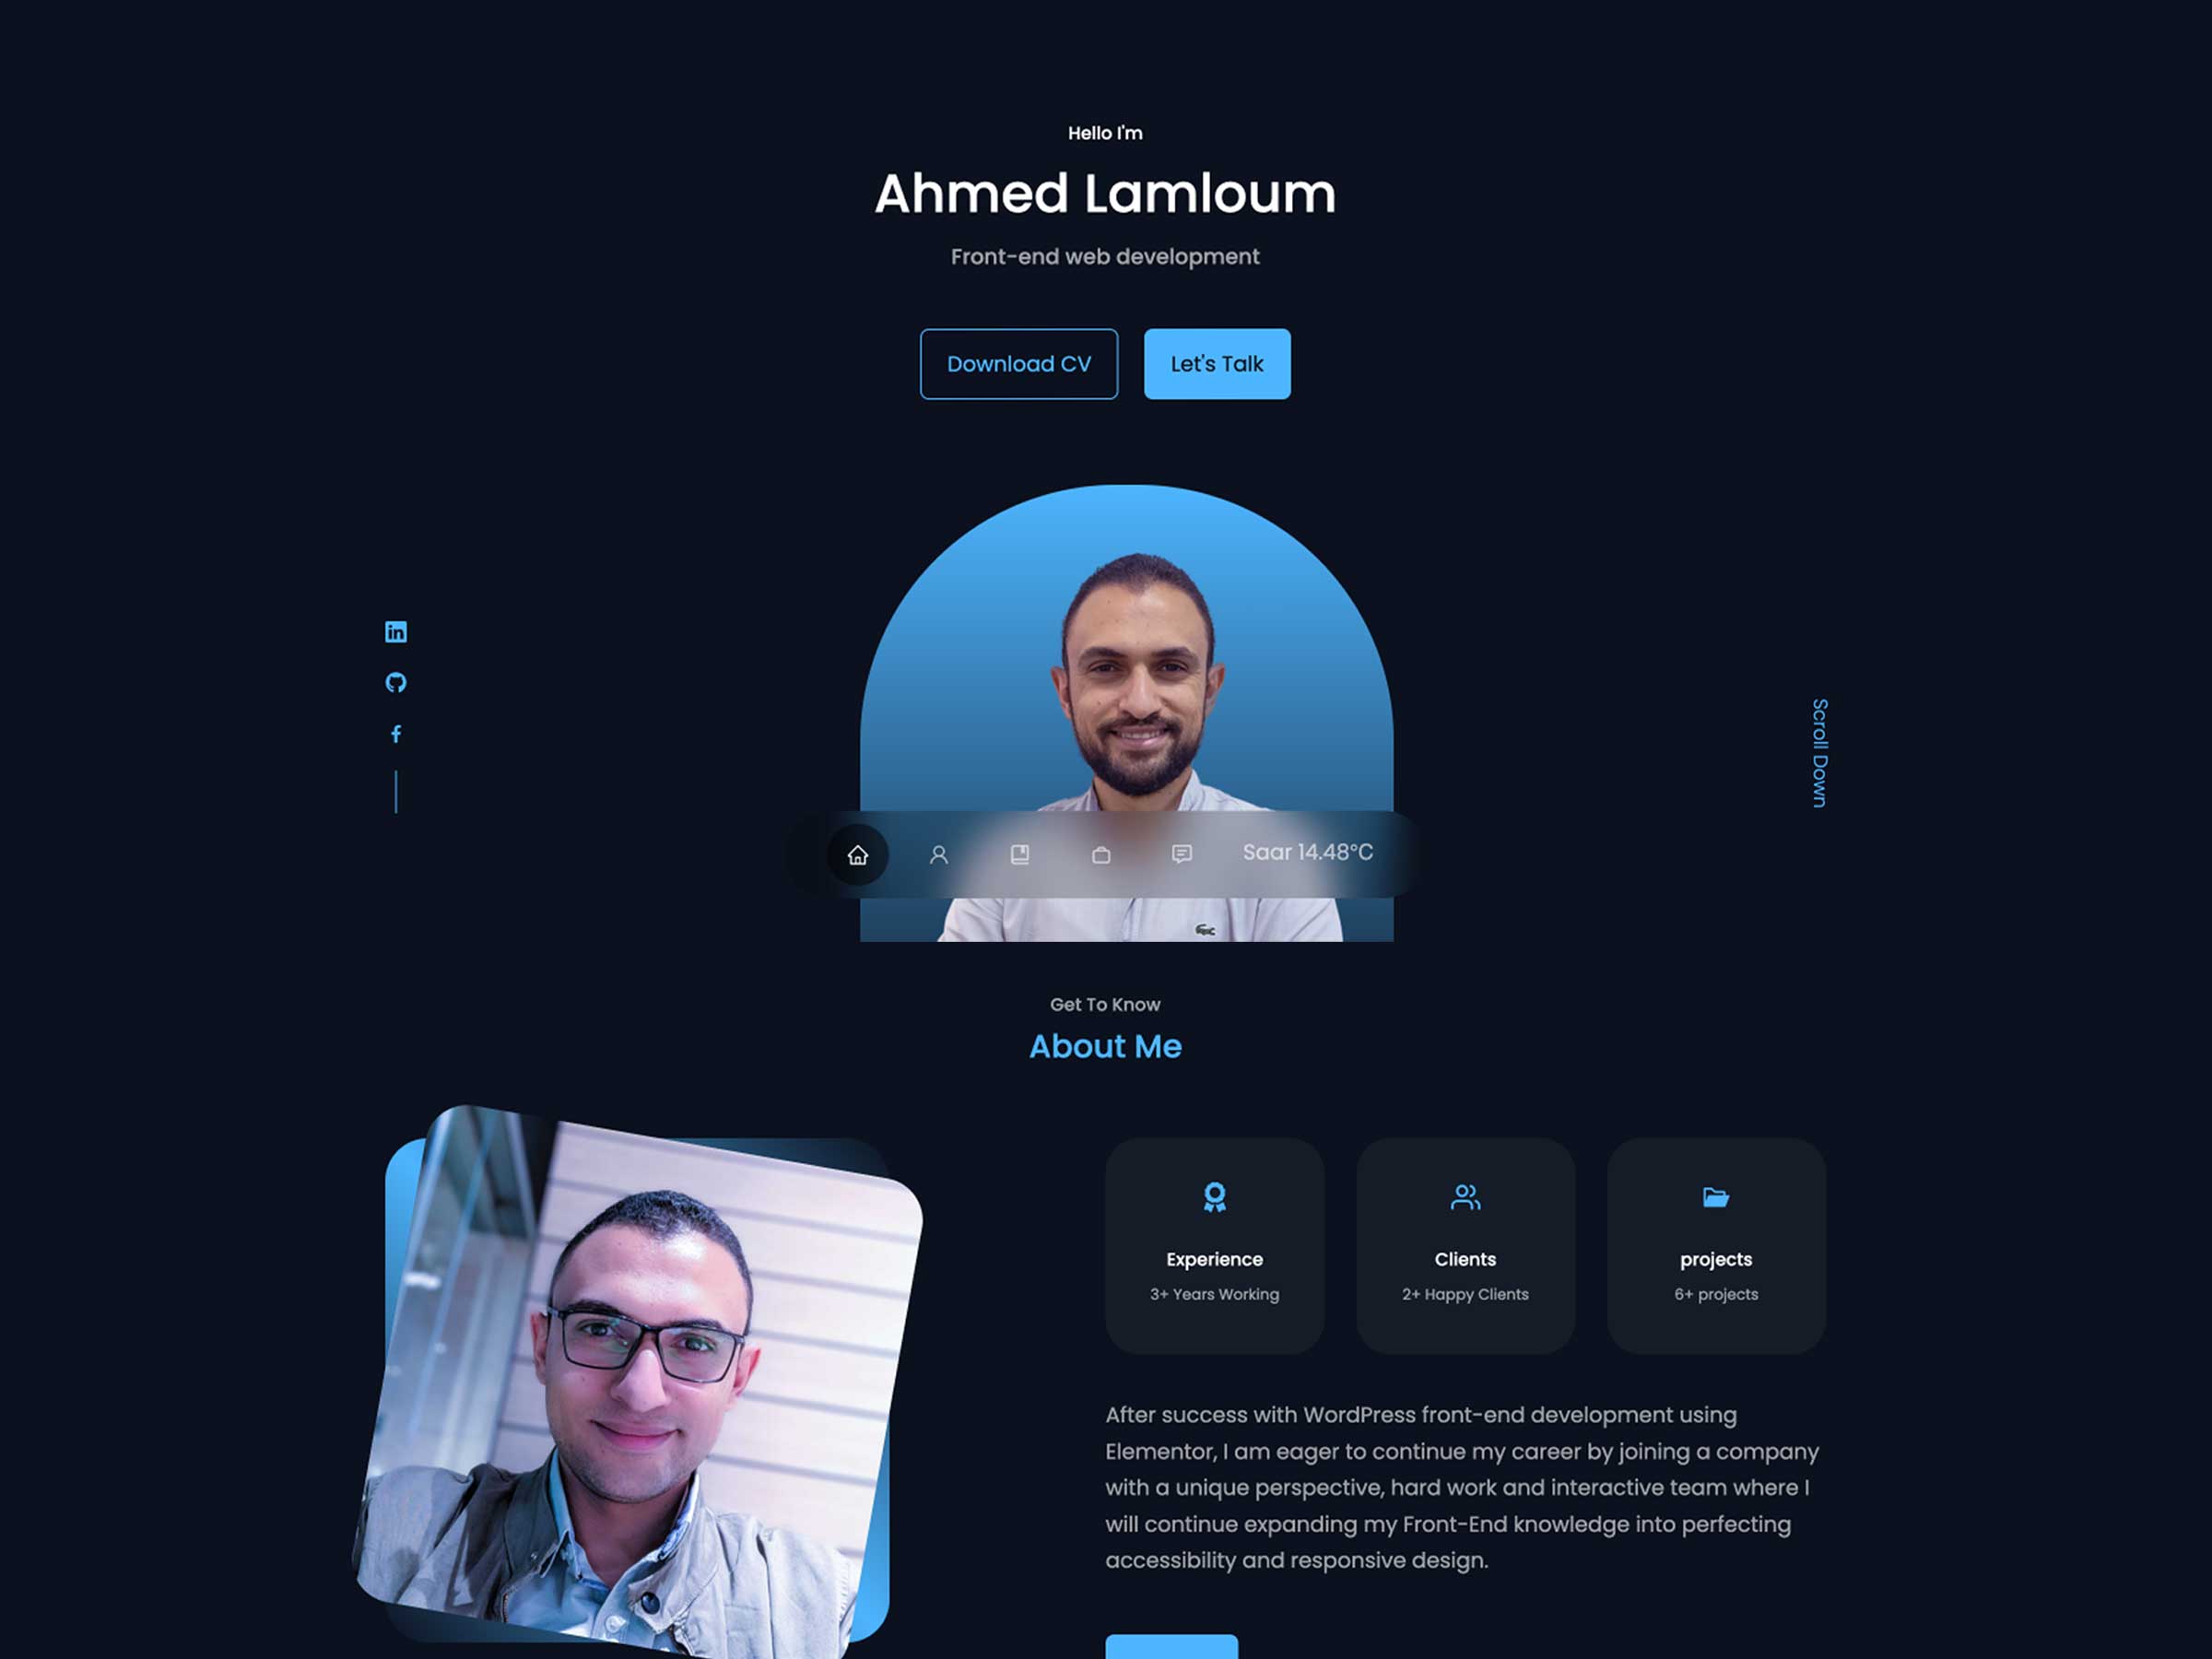 Hello I'm
Ahmed Lamloum
Front-end web development
Download CV
Let's Talk
Scroll Down
Saar 14.48°C
Get To Know
About Me
Experience
3+ Years Working
Clients
2+ Happy Clients
projects
6+ projects
After success with WordPress front-end development using
Elementor, I am eager to continue my career by joining a company
with a unique perspective, hard work and interactive team where I
will continue expanding my Front-End knowledge into perfecting
accessibility and responsive design.